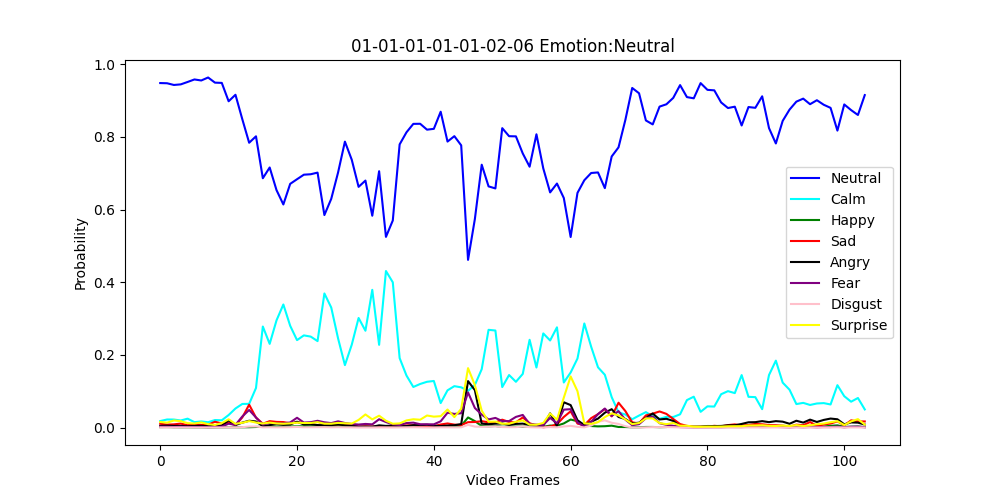 01-01-01-01-01-02-06 Emotion:Neutral
1.0
0.8
0.6
0.4
0.2
0.0
Probability
Neutral
Calm
Happy
Sad
Angry
Fear
Disgust
Surprise
0 20 40 60 80 100
Video Frames